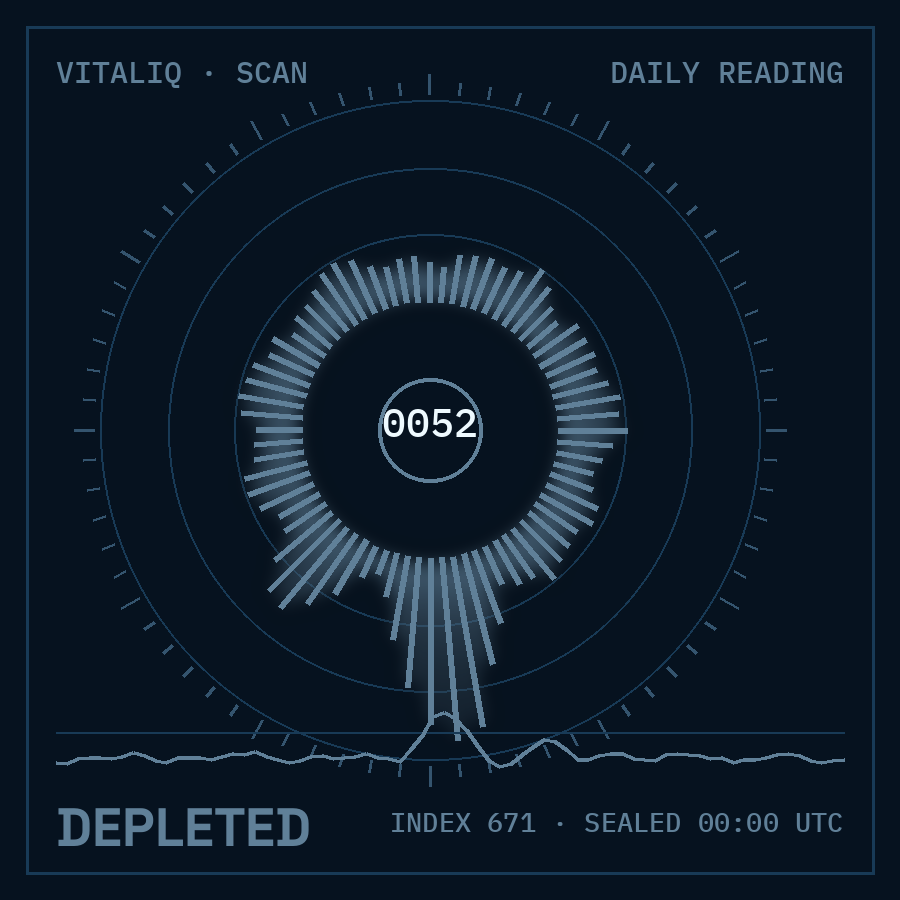 VITALIQ · SCAN
DAILY READING
0052
DEPLETED
INDEX 671 · SEALED 00:00 UTC